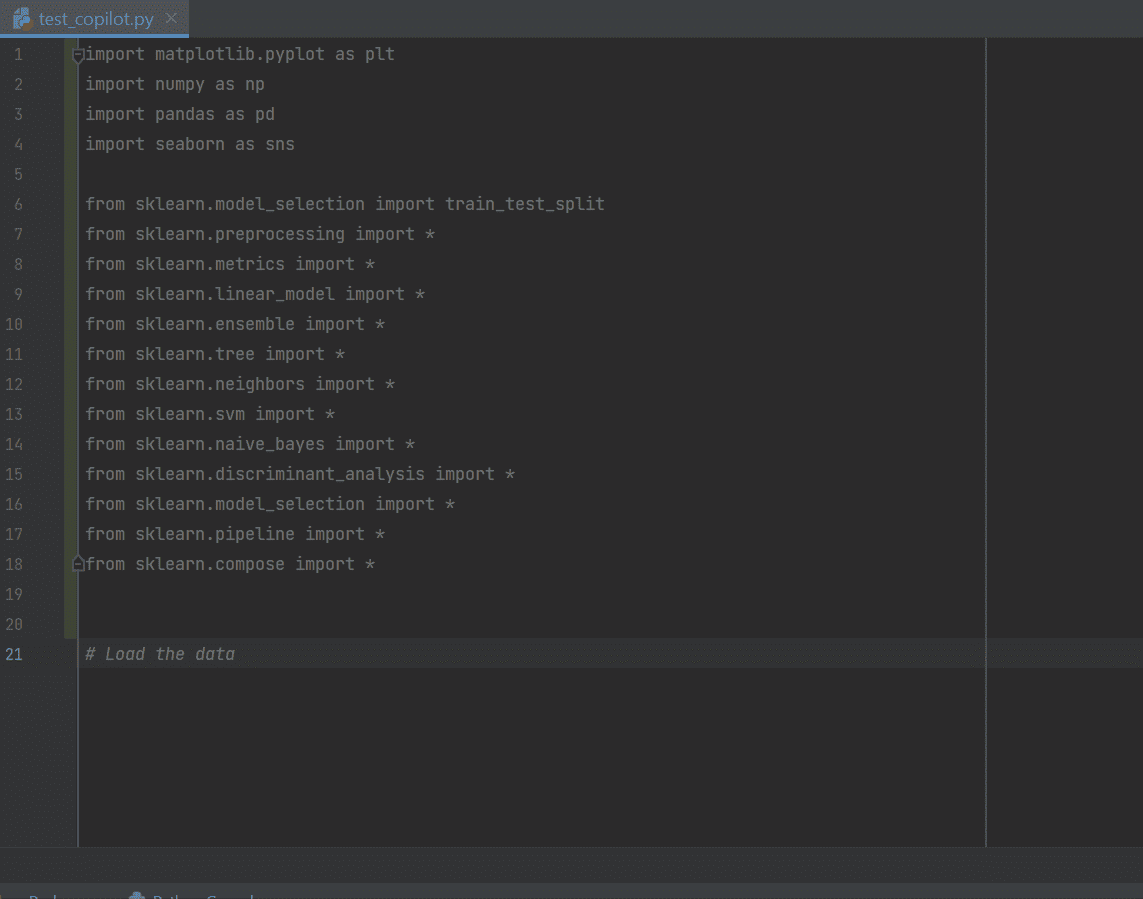 test_copilot.py
1 import matplotlib.pyplot as plt
2 import numpy as np
3 import pandas as pd
4 import seaborn as sns
5
6 from sklearn.model_selection import train_test_split
7 from sklearn.preprocessing import *
8 from sklearn.metrics import *
9 from sklearn.linear_model import *
10 from sklearn.ensemble import *
11 from sklearn.tree import *
12 from sklearn.neighbors import *
13 from sklearn.svm import *
14 from sklearn.naive_bayes import *
15 from sklearn.discriminant_analysis import *
16 from sklearn.model_selection import *
17 from sklearn.pipeline import *
18 from sklearn.compose import *
19
20
21 # Load the data